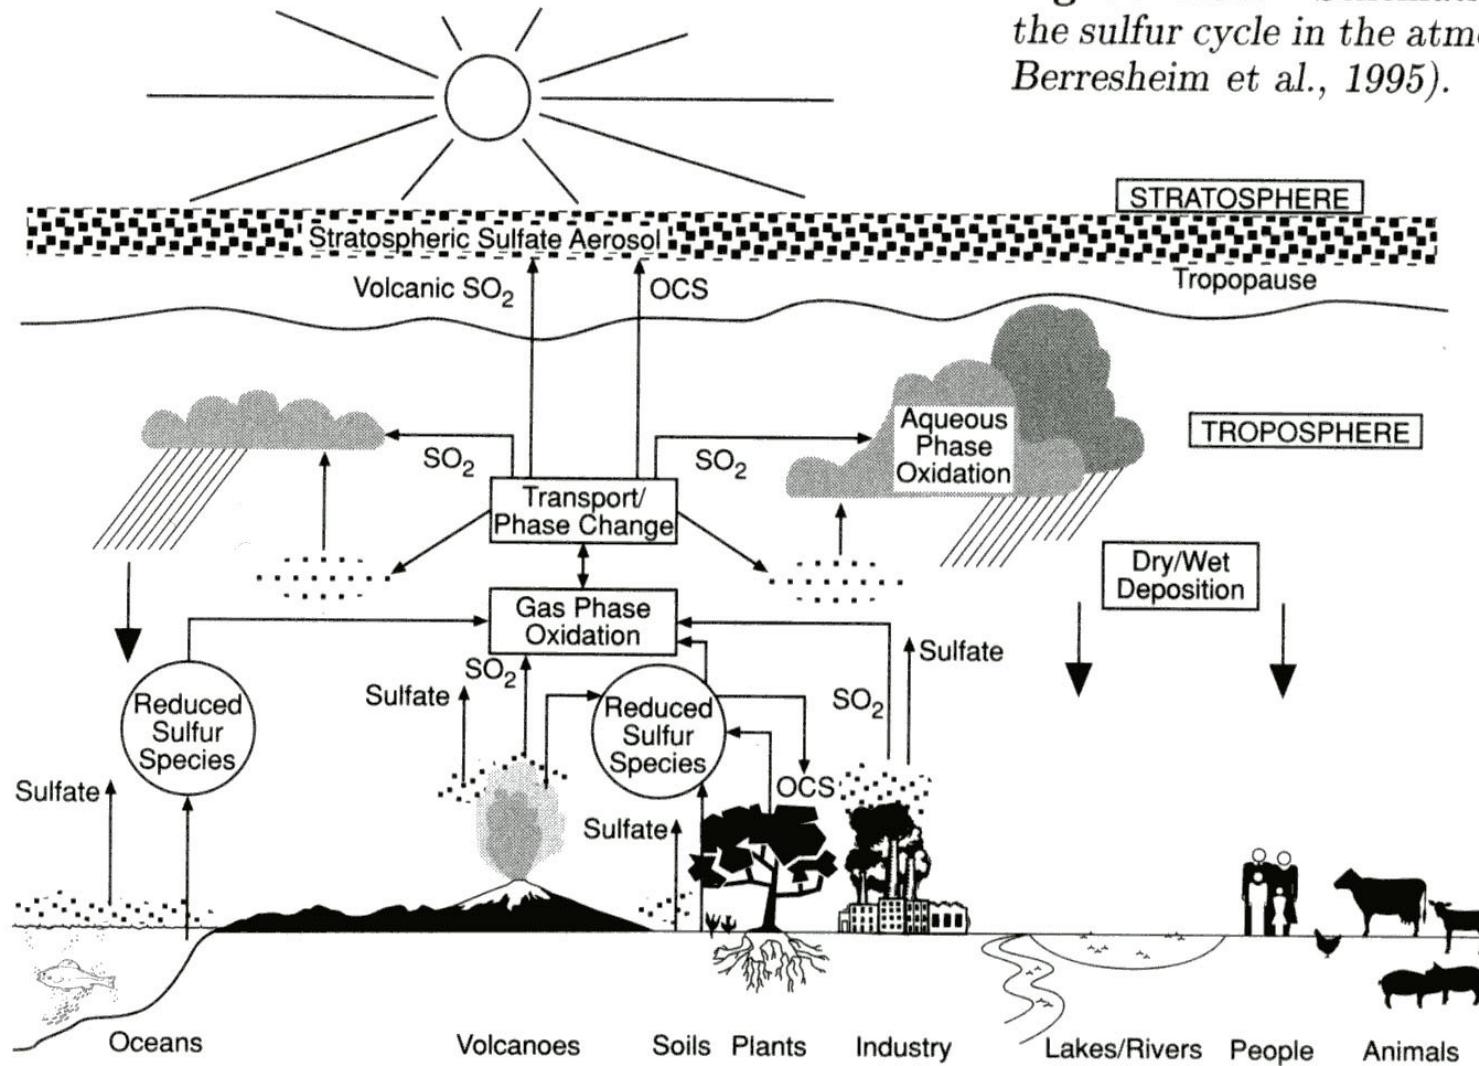 the sulfur cycle in the
Berresheim et al., 1995).
STRATOSPHERE
Stratospheric Sulfate Aerosol
Tropopause
Volcanic SO₂
OCS
Aqueous
Phase
Oxidation
TROPOSPHERE
SO₂
SO₂
Transport/
Phase Change
Dry/Wet
Deposition
Gas Phase
Oxidation
SO₂
Sulfate
Sulfate
SO₂
Reduced
Sulfur
Species
Reduced
Sulfur
Species
Sulfate
OCS
Sulfate
Oceans
Volcanoes
Soils
Plants
Industry
Lakes/Rivers
People
Animals